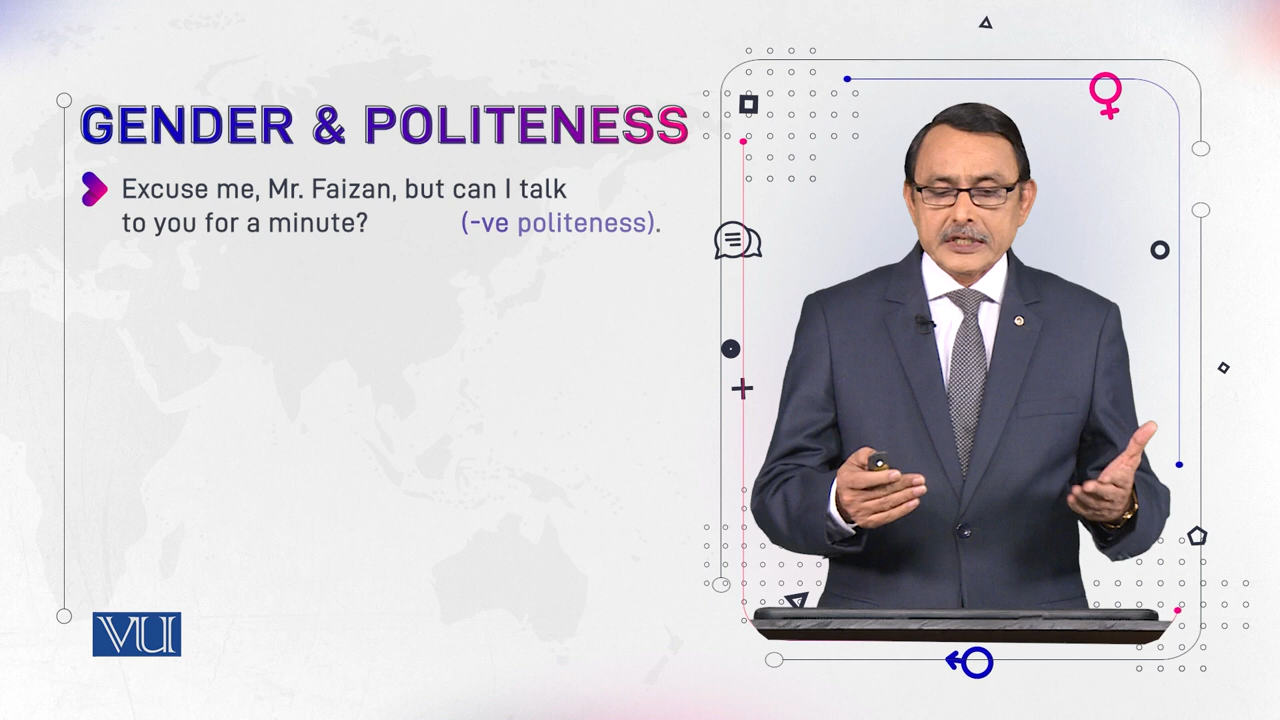 GENDER & POLITENESS
Excuse me, Mr. Faizan, but can I talk
to you for a minute? (-ve politeness).
VU